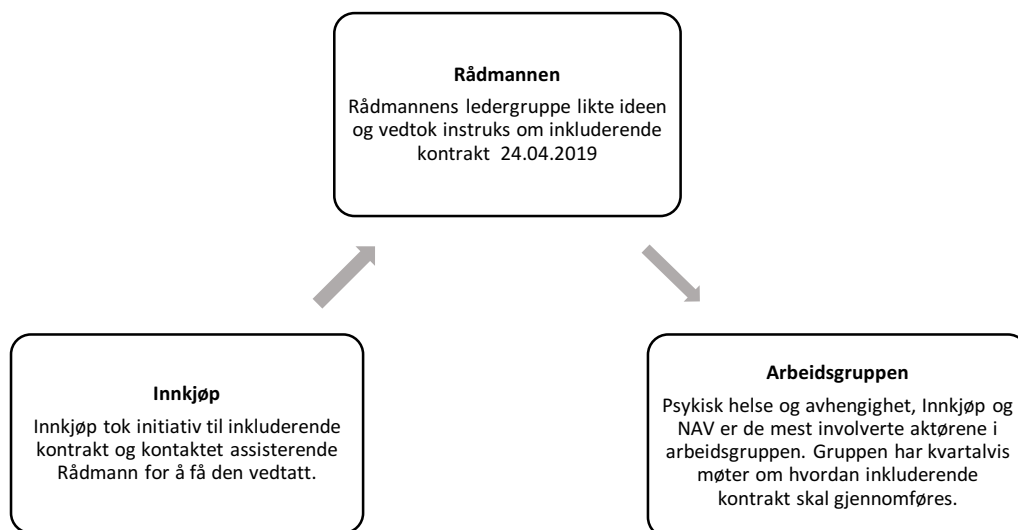 Rådmannen
Rådmannens ledergruppe likte ideen
og vedtok instruks om inkluderende
kontrakt 24.04.2019
Innkjøp
Innkjøp tok initiativ til inkluderende
kontrakt og kontaktet assisterende
Rådmann for å få den vedtatt.
Arbeidsgruppen
Psykisk helse og avhengighet, Innkjøp og
NAV er de mest involverte aktørene i
arbeidsgruppen. Gruppen har kvartalvis
møter om hvordan inkluderende
kontrakt skal gjennomføres.